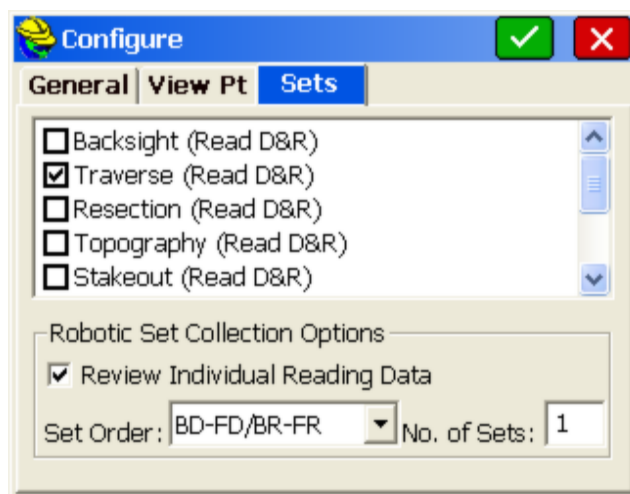 Configure
General View Pt Sets
Backsight (Read D&R)
Traverse (Read D&R)
Resection (Read D&R)
Topography (Read D&R)
Stakeout (Read D&R)
Robotic Set Collection Options
Review Individual Reading Data
Set Order: BD-FD/BR-FR No. of Sets: 1